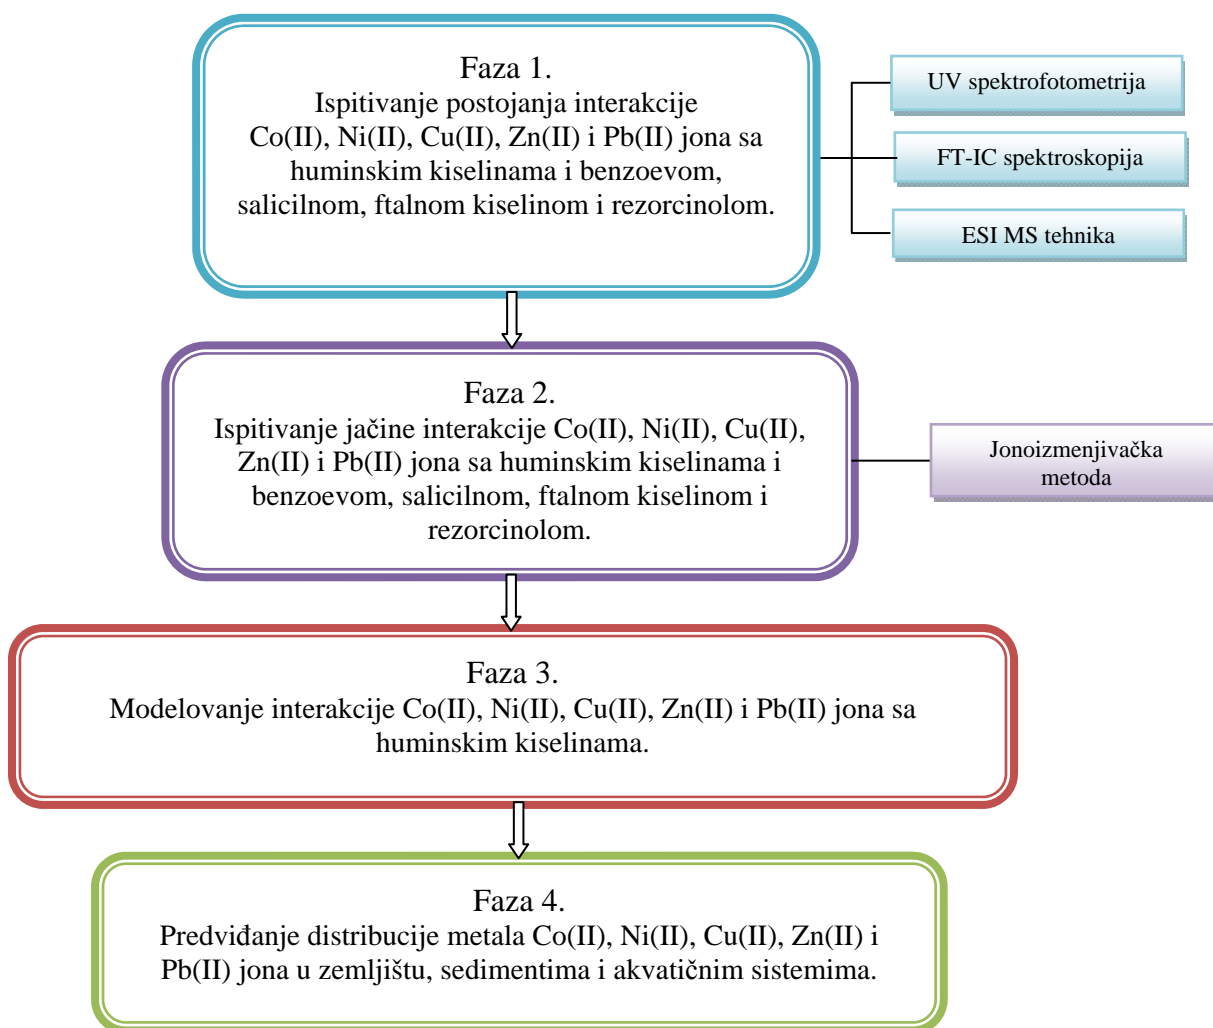 Faza 1.
Ispitivanje postojanja interakcije
Co(II), Ni(II), Cu(II), Zn(II) i Pb(II) jona sa
huminskim kiselinama i benzoevom,
salicilnom, ftalnom kiselinom i rezorcinolom.
UV spektrofotometrija
FT-IC spektroskopija
ESI MS tehnika
Faza 2.
Ispitivanje jačine interakcije Co(II), Ni(II), Cu(II),
Zn(II) i Pb(II) jona sa huminskim kiselinama i
benzoevom, salicilnom, ftalnom kiselinom i
rezorcinolom.
Jonoizmenjivačka
metoda
Faza 3.
Modelovanje interakcije Co(II), Ni(II), Cu(II), Zn(II) i Pb(II) jona sa
huminskim kiselinama.
Faza 4.
Predviđanje distribucije metala Co(II), Ni(II), Cu(II), Zn(II) i
Pb(II) jona u zemljištu, sedimentima i akvatičnim sistemima.